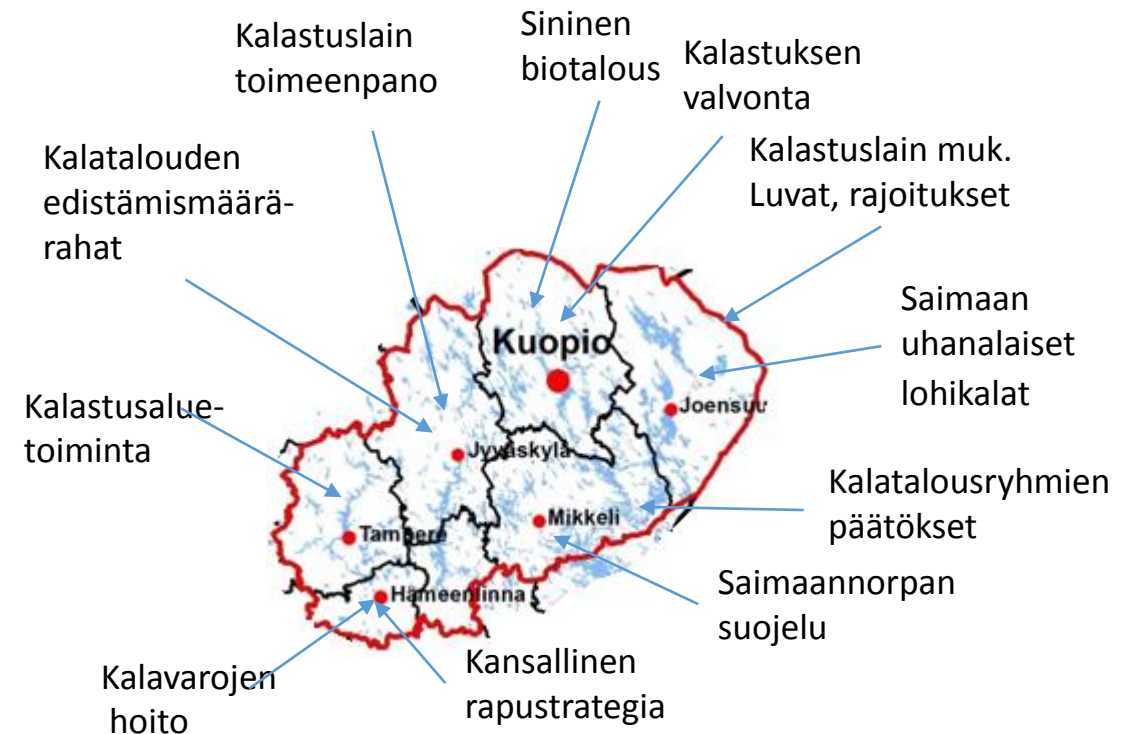 Kalastuslain
toimeenpano
Sininen
biotalous
Kalastuksen
valvonta
Kalatalouden
edistämismäärä-
rahat
Kalastuslain muk.
Luvat, rajoitukset
Saimaan
uhanalaiset
lohikalat
Kalastusalue-
toiminta
Kuopio
Joensuu
Jyväskylä
Mikkeli
Tampere
Hämeenlinna
Kalatalousryhmien
päätökset
Saimaannorpan
suojelu
Kalavarojen
hoito
Kansallinen
rapustrategia